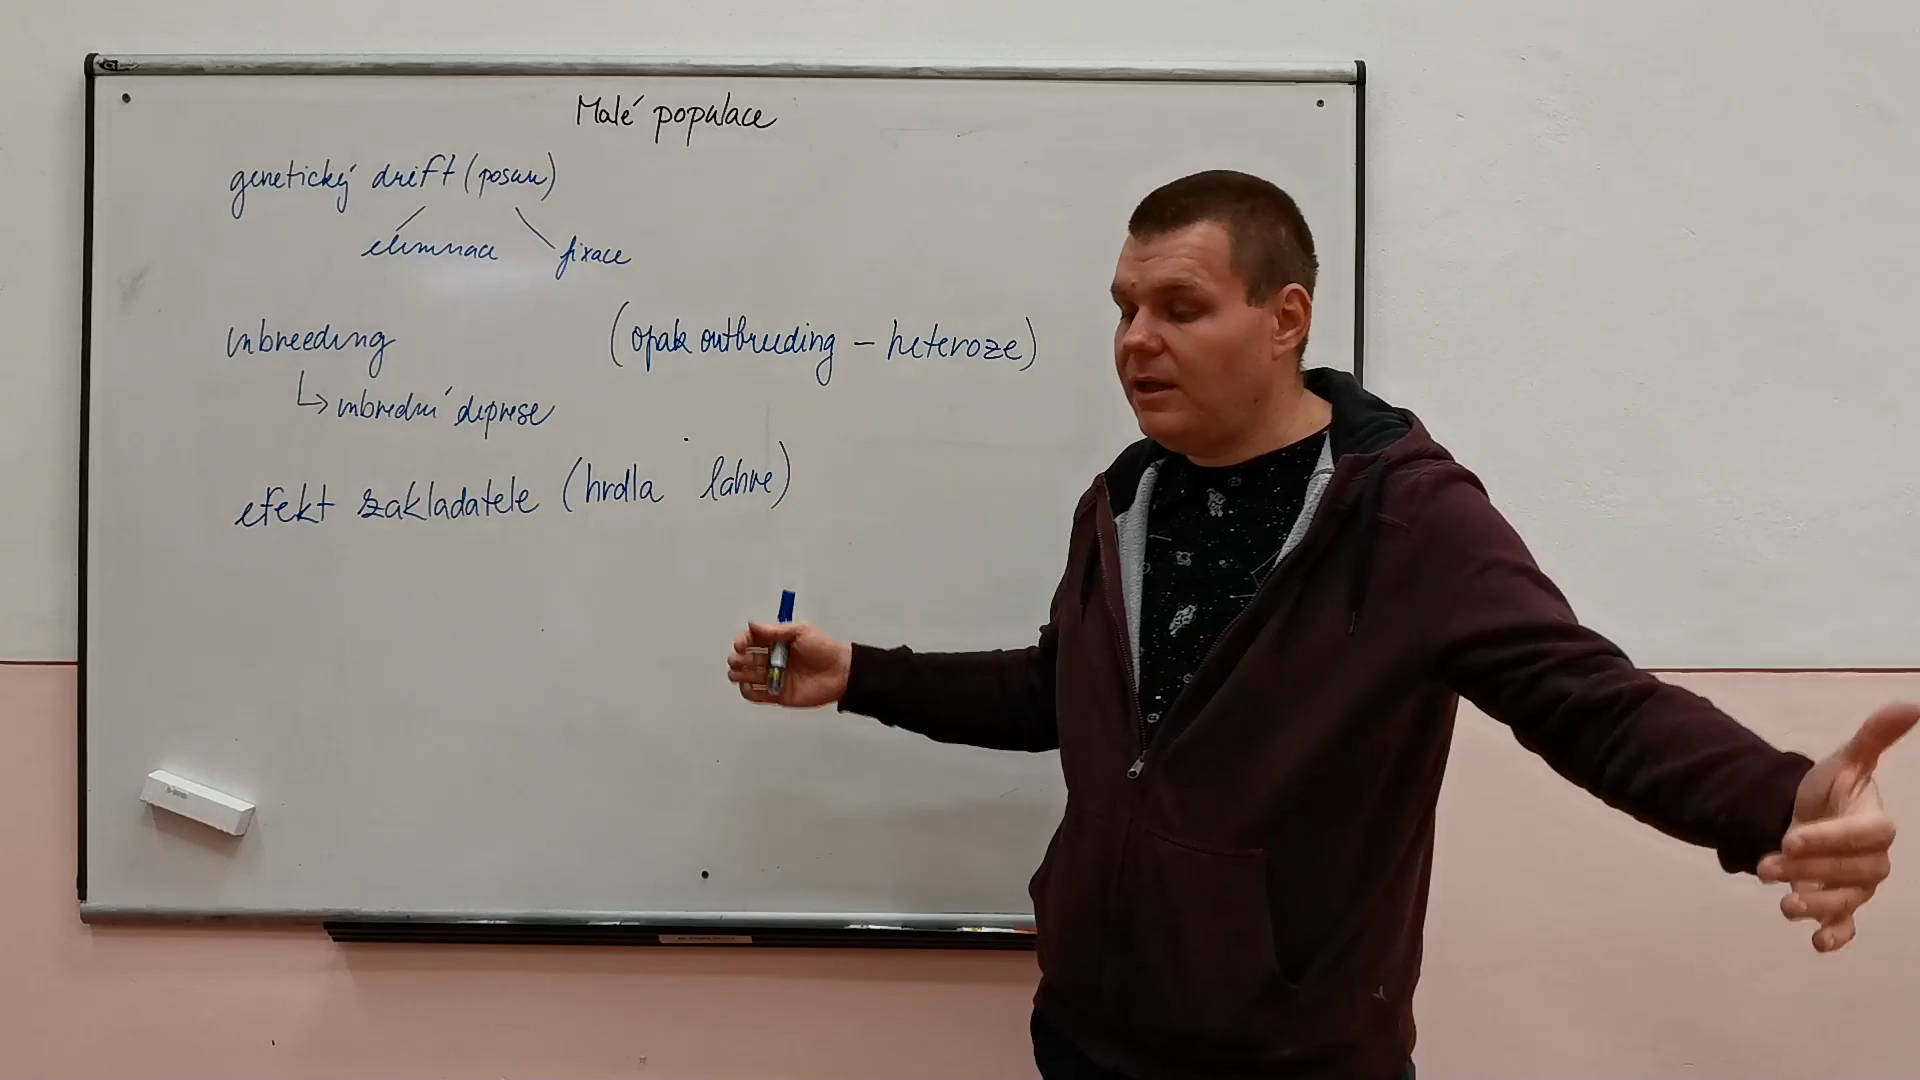 Malé populace
genetický drift (posun)
eliminace fixace
inbreeding (opak outbreeding – heteroze)
↳ inbrední deprese
efekt zakladatele (hrdla lahve)